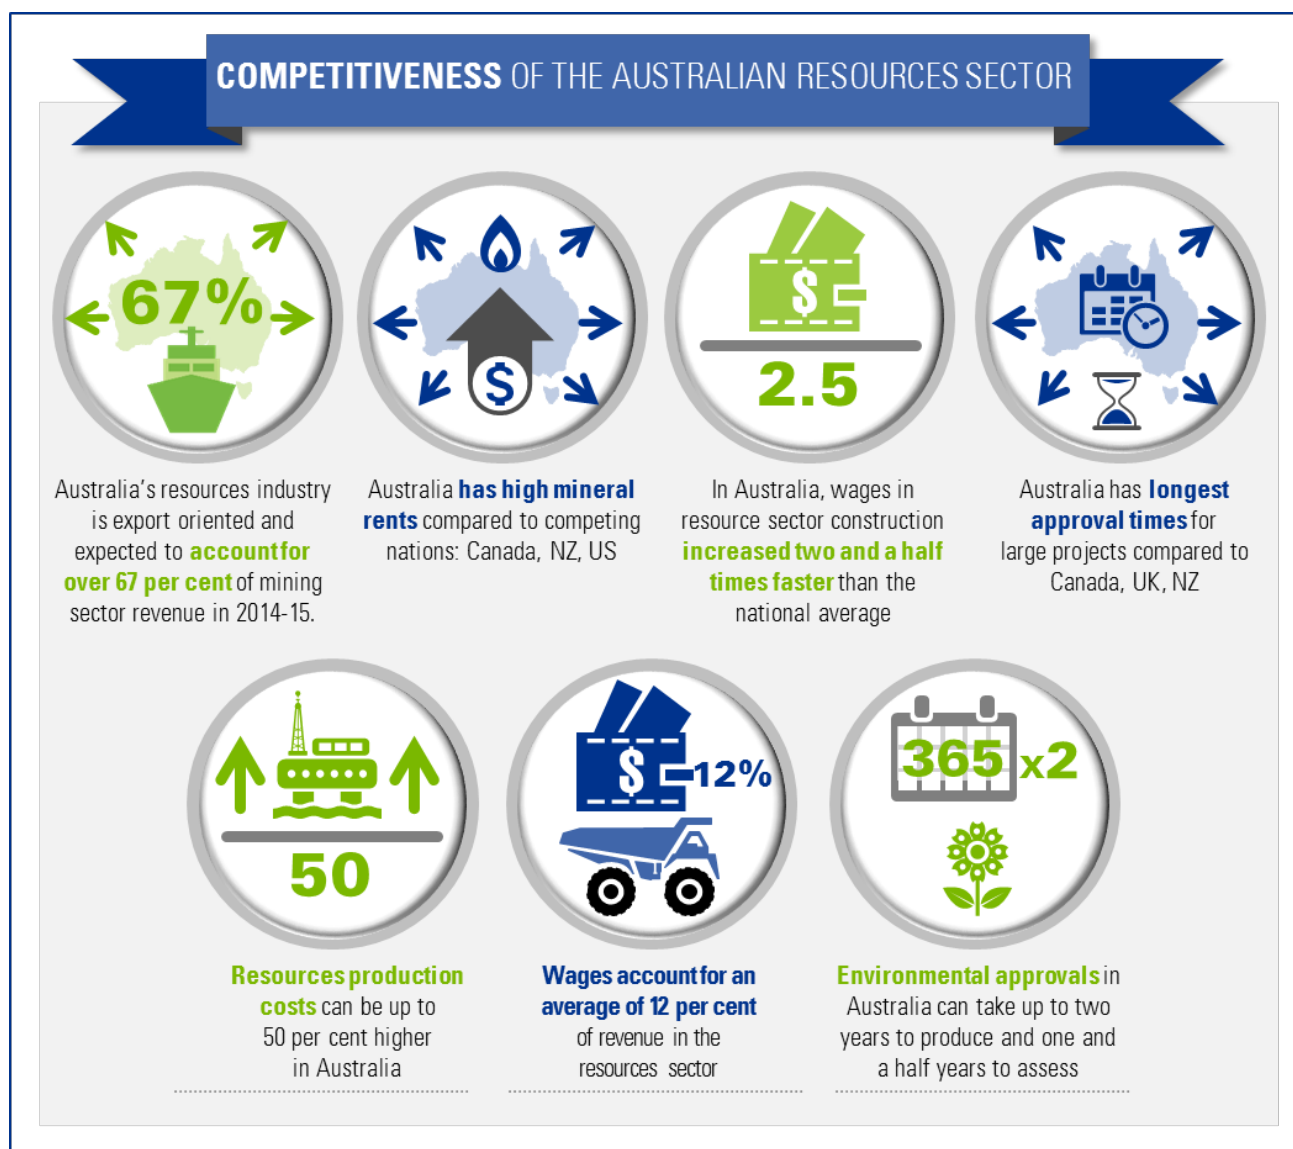 COMPETITIVENESS OF THE AUSTRALIAN RESOURCES SECTOR
67%
Australia's resources industry
is export oriented and
expected to account for
over 67 per cent of mining
sector revenue in 2014-15.
$
Australia has high mineral
rents compared to competing
nations: Canada, NZ, US
$
2.5
In Australia, wages in
resource sector construction
increased two and a half
times faster than the
national average
Australia has longest
approval times for
large projects compared to
Canada, UK, NZ
50
Resources production
costs can be up to
50 per cent higher
in Australia
$
12%
Wages account for an
average of 12 per cent
of revenue in the
resources sector
365 x2
Environmental approvals in
Australia can take up to two
years to produce and one and
a half years to assess